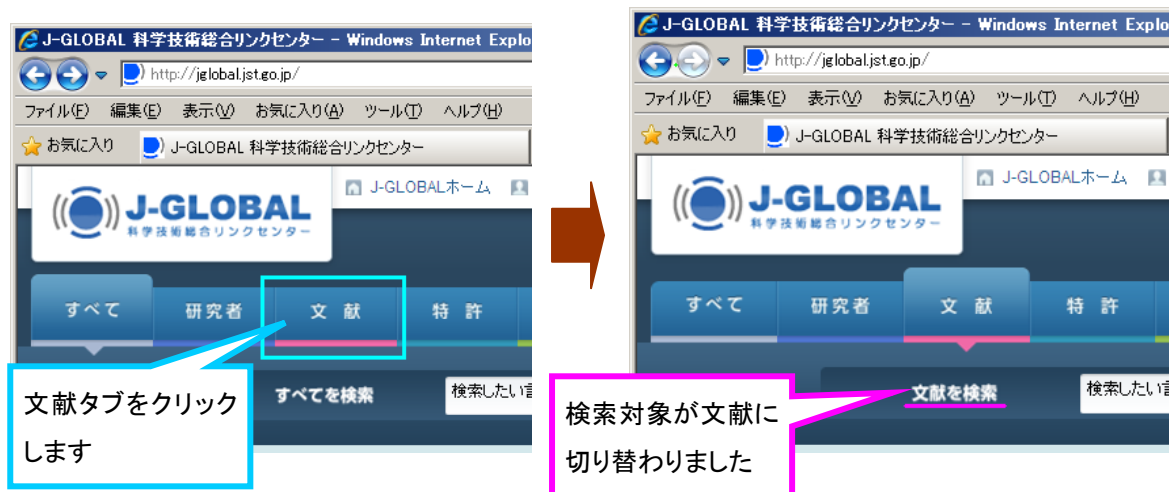 J-GLOBAL 科学技術総合リンクセンター - Windows Internet Explo
http://jglobal.jst.go.jp/
ファイル(F) 編集(E) 表示(V) お気に入り(A) ツール(T) ヘルプ(H)
お気に入り J-GLOBAL 科学技術総合リンクセンター
J-GLOBALホーム
J-GLOBAL
科学技術総合リンクセンター
すべて 研究者 文献 特許
すべてを検索 検索したい言
文献タブをクリック
します
J-GLOBAL 科学技術総合リンクセンター - Windows Internet Explo
http://jglobal.jst.go.jp/
ファイル(F) 編集(E) 表示(V) お気に入り(A) ツール(T) ヘルプ(H)
お気に入り J-GLOBAL 科学技術総合リンクセンター
J-GLOBALホーム
J-GLOBAL
科学技術総合リンクセンター
すべて 研究者 文献 特許
文献を検索 検索したい言
検索対象が文献に
切り替わりました